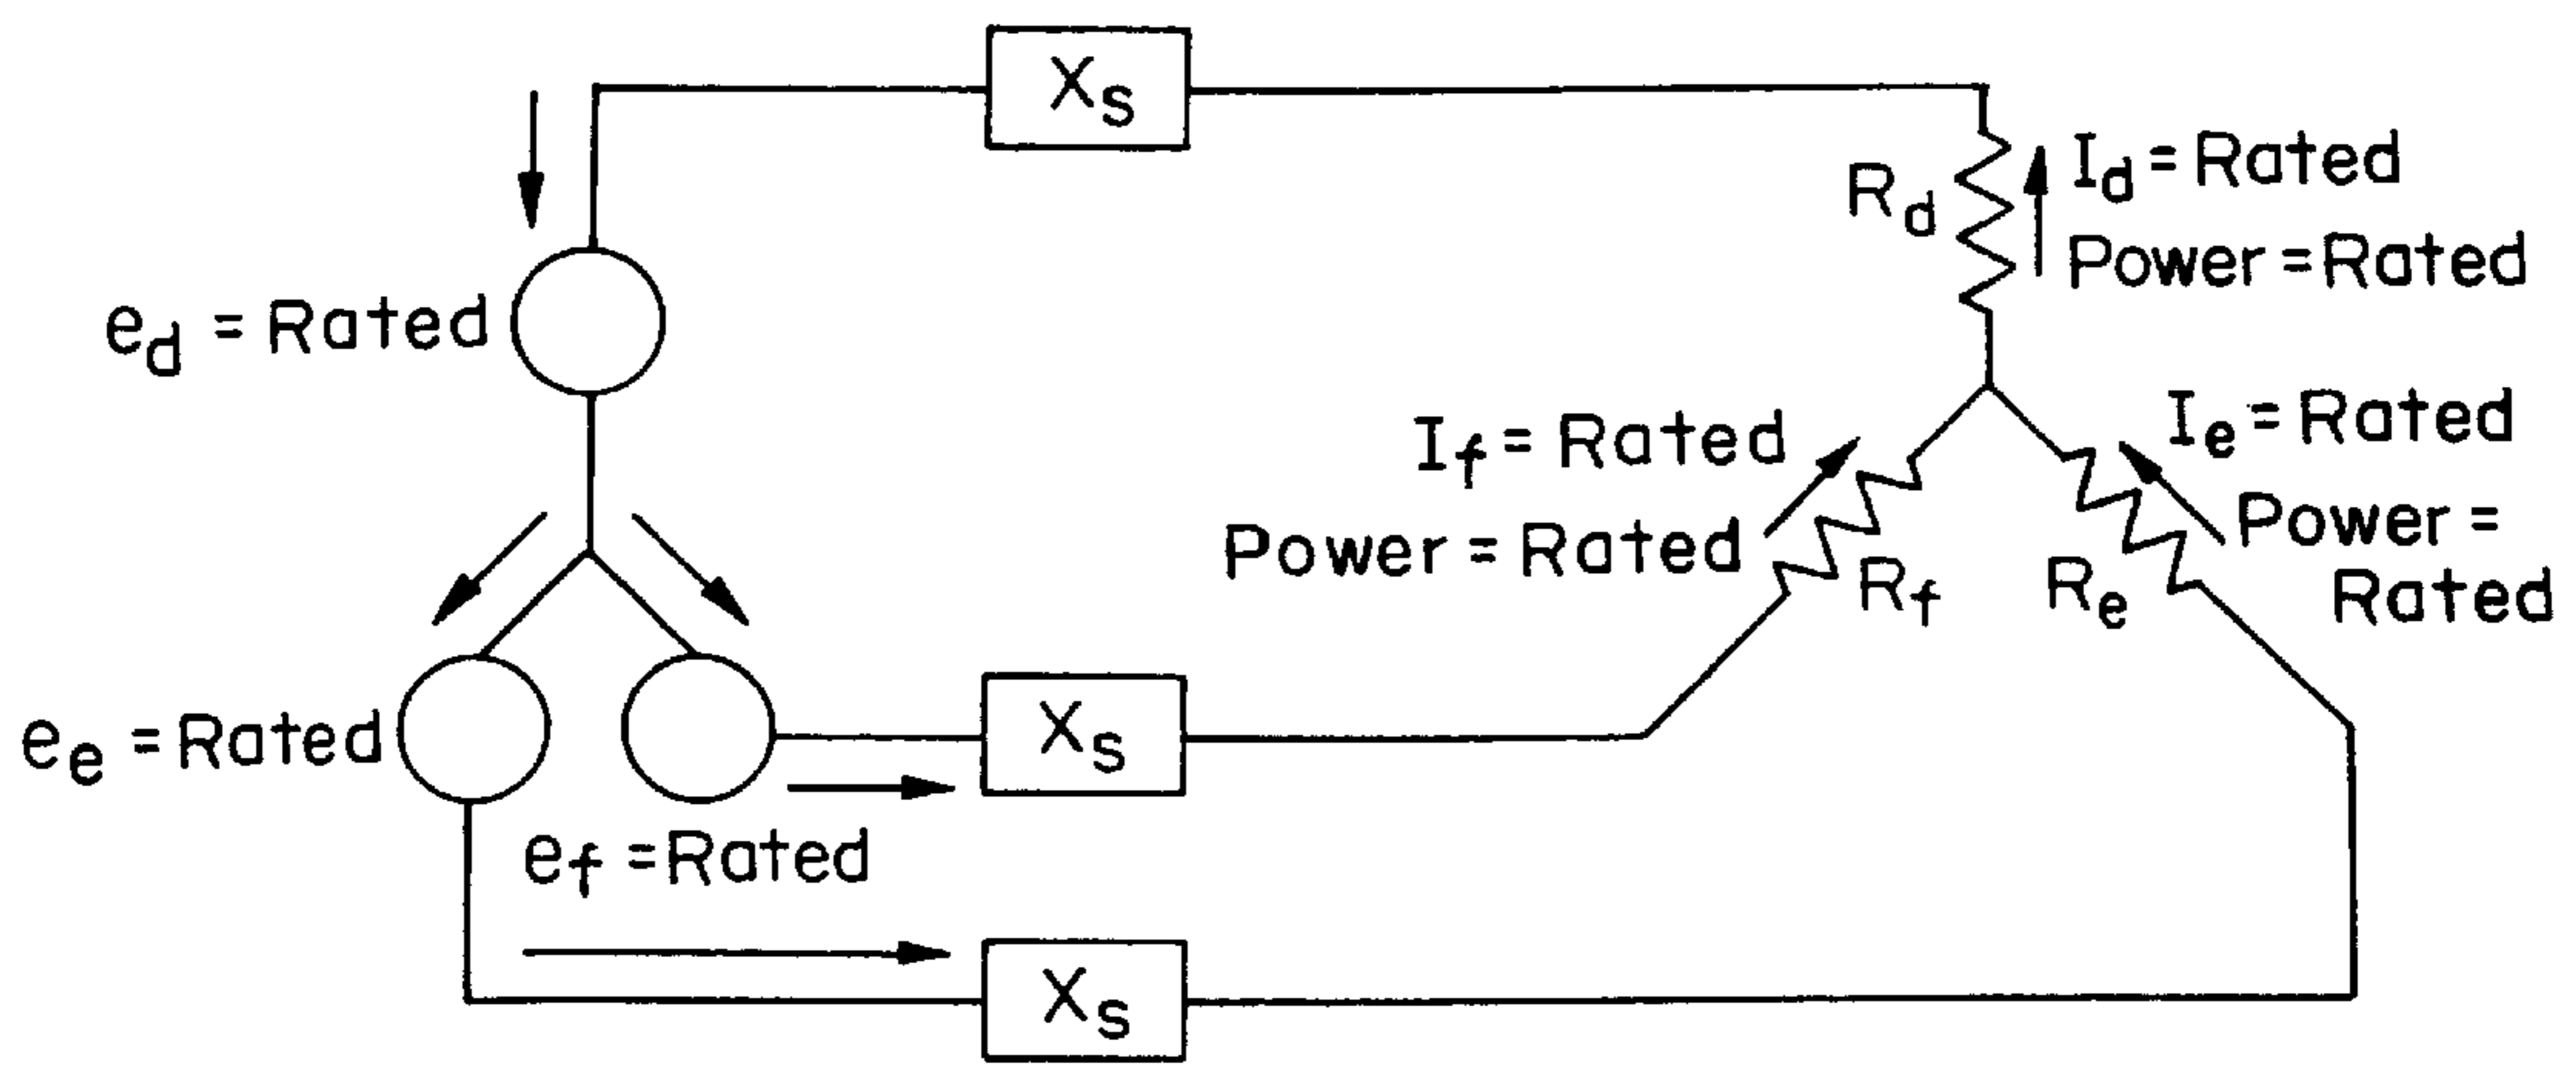 Xs
Rd
Id = Rated
Power = Rated
ed = Rated
If = Rated
Power = Rated
Rf
Ie = Rated
Power =
Rated
Re
ee = Rated
Xs
ef = Rated
Xs